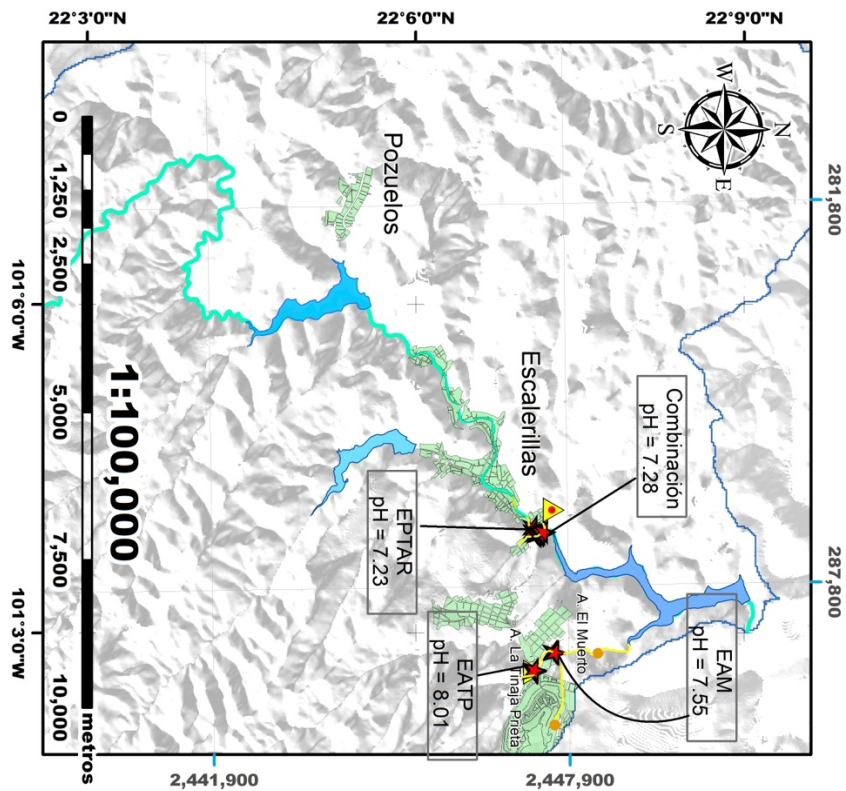 22°3'0"N
22°6'0"N
22°9'0"N
W
N
S
E
281,800
287,800
Pozuelos
Escalerillas
Combinación
pH = 7.28
EPTAR
pH = 7.23
A. El Muerto
A. La Tinaja Prieta
EAM
pH = 7.55
EATP
pH = 8.01
0
1,250
2,500
5,000
7,500
10,000
metros
1:100,000
101°6'0"W
101°3'0"W
2,441,900
2,447,900